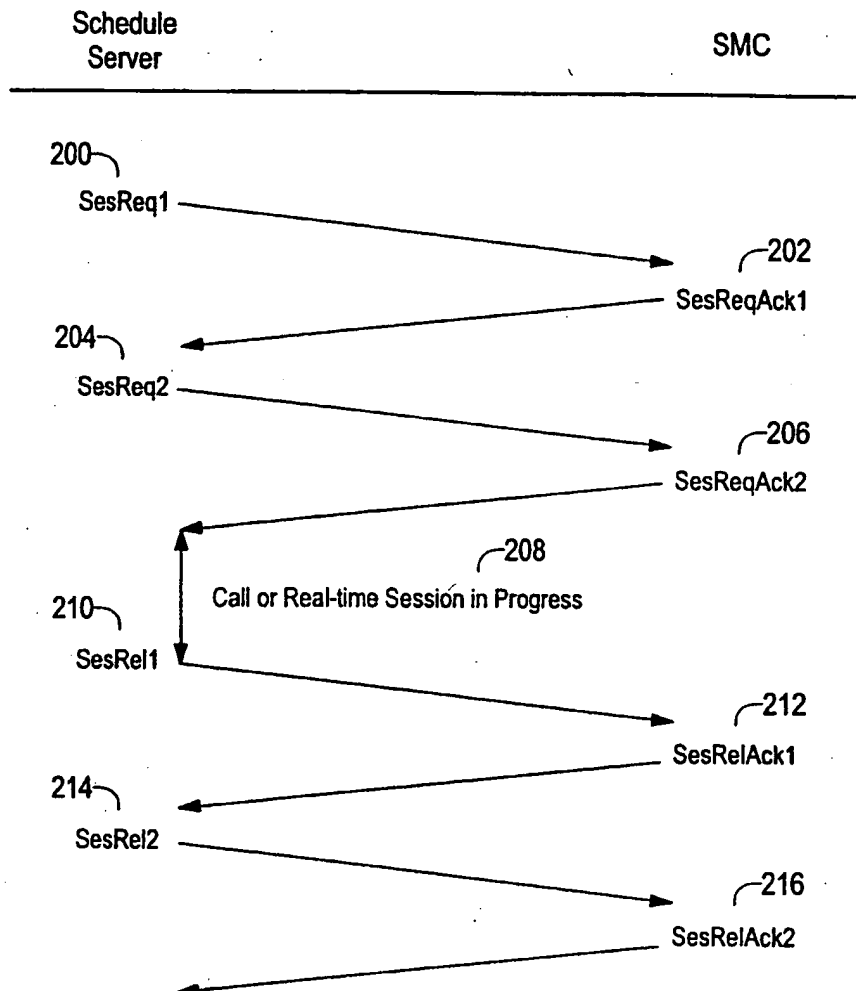 Schedule
Server
SMC
200
SesReq1
202
SesReqAck1
204
SesReq2
206
SesReqAck2
208
Call or Real-time Session in Progress
210
SesRel1
212
SesRelAck1
214
SesRel2
216
SesRelAck2